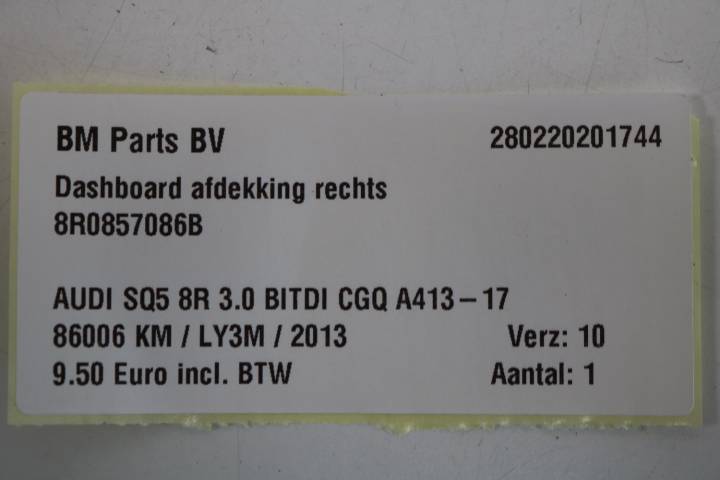 BM Parts BV 280220201744
Dashboard afdekking rechts
8R0857086B
AUDI SQ5 8R 3.0 BITDI CGQ A413-17
86006 KM / LY3M / 2013 Verz: 10
9.50 Euro incl. BTW Aantal: 1